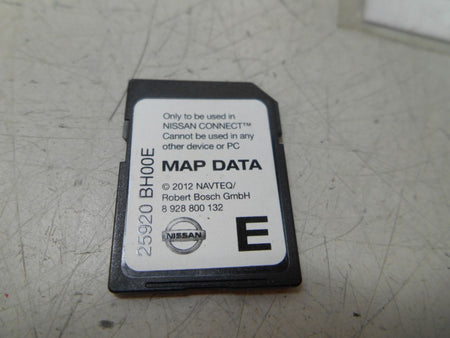 Only to be used in
NISSAN CONNECT™
Cannot be used in any
other device or PC
MAP DATA
© 2012 NAVTEQ/
Robert Bosch GmbH
8 928 800 132
NISSAN
E
25920 BH00E